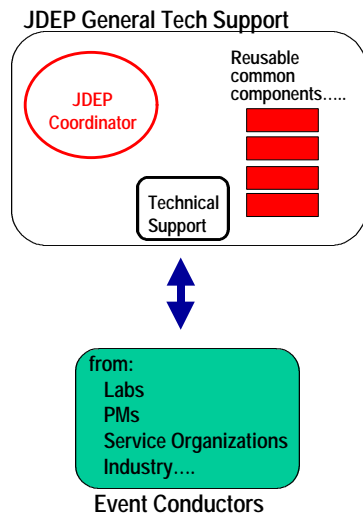 JDEP General Tech Support
JDEP
Coordinator
Reusable
common
components…..
Technical
Support
from:
Labs
PMs
Service Organizations
Industry….
Event Conductors